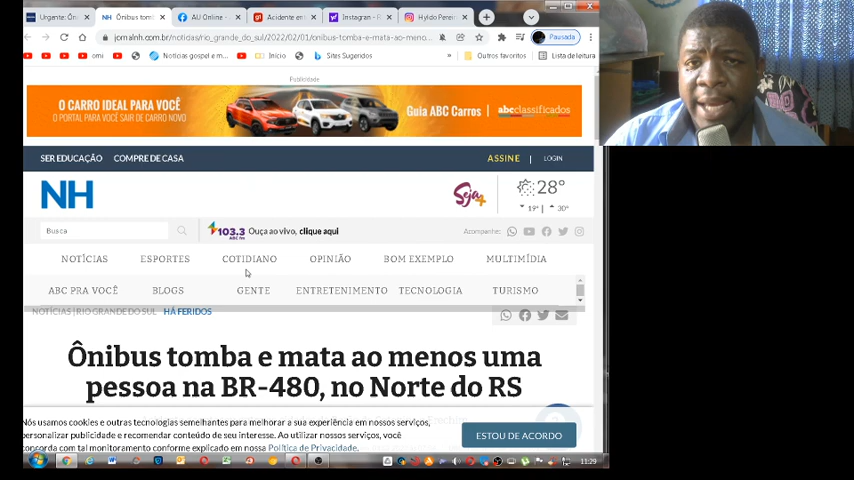 Urgente: Ôn
Ônibus tomb
AU Online -
Acidente en
Instagram - R
Hyldo Perei
jornalnh.com.br/noticias/rio_grande_do_sul/2022/02/01/onibus-tomba-e-mata-ao-meno...
Pausada
omi
Notícias gospel e m...
Início
Sites Sugeridos
»
Outros favoritos
Lista de leitura
Publicidade
O CARRO IDEAL PARA VOCÊ
O PORTAL PARA VOCÊ SAIR DE CARRO NOVO
Guia ABC Carros
abcclassificados
SER EDUCAÇÃO COMPRE DE CASA
ASSINE | LOGIN
NH
Seja+
28°
19° | 30°
Busca
103.3
ABC
Ouça ao vivo, clique aqui
Acompanhe:
NOTÍCIAS ESPORTES COTIDIANO OPINIÃO BOM EXEMPLO MULTIMÍDIA
ABC PRA VOCÊ BLOGS GENTE ENTRETENIMENTO TECNOLOGIA TURISMO
NOTÍCIAS | RIO GRANDE DO SUL HÁ FERIDOS
Ônibus tomba e mata ao menos uma
pessoa na BR-480, no Norte do RS
Nós usamos cookies e outras tecnologias semelhantes para melhorar a sua experiência em nossos serviços,
personalizar publicidade e recomendar conteúdo de seu interesse. Ao utilizar nossos serviços, você
concorda com tal monitoramento conforme explicado em nossa Política de Privacidade.
ESTOU DE ACORDO
11:29